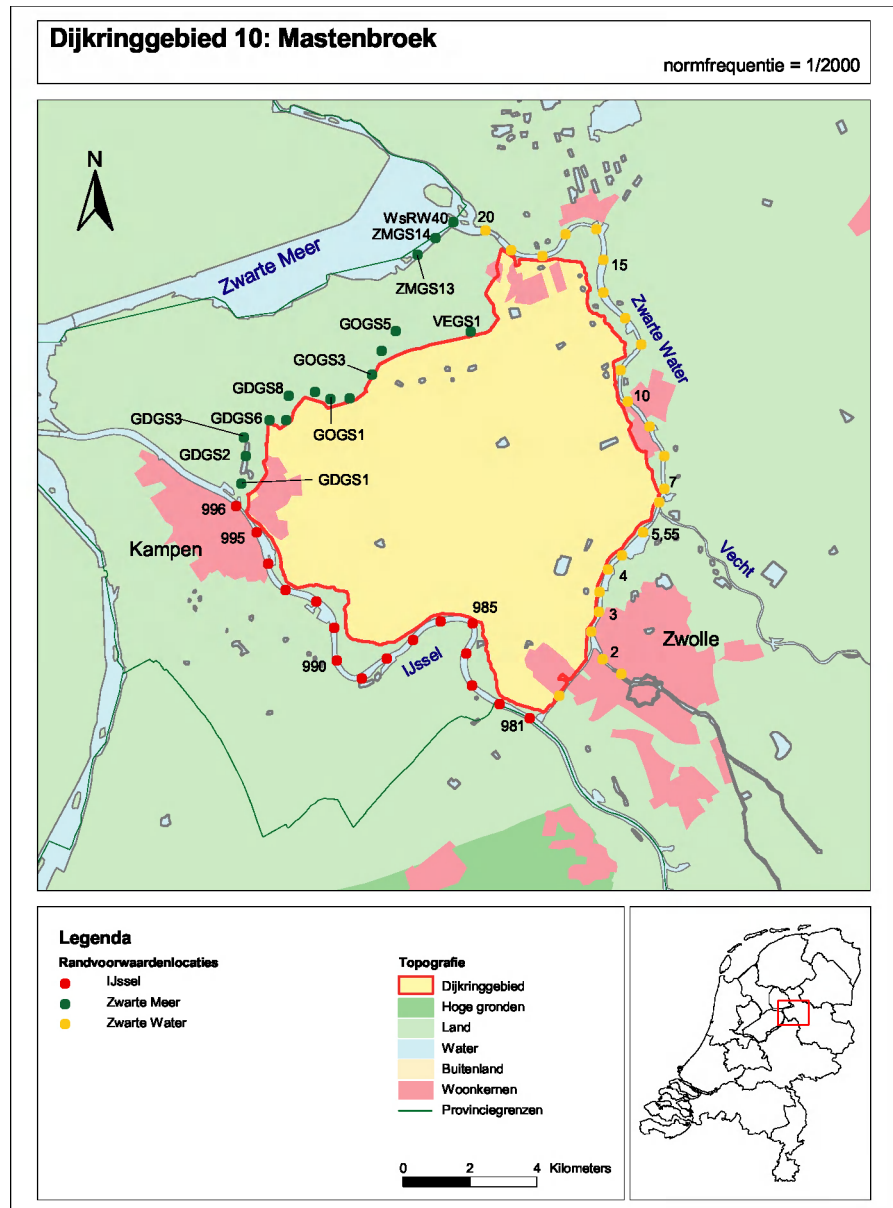 Dijkringgebied 10: Mastenbroek
normfrequentie = 1/2000
N
WsRW40
20
ZMGS14
ZMGS13
Zwarte Meer
15
Zwarte Water
GOGS5
VEGS1
GOGS3
GDGS8
10
GDGS3
GDGS6
GOGS1
GDGS2
GDGS1
7
996
995
5,55
Kampen
Vecht
4
3
985
Zwolle
990
IJssel
2
981
Legenda
Randvoorwaardenlocaties
IJssel
Zwarte Meer
Zwarte Water
Topografie
Dijkringgebied
Hoge gronden
Land
Water
Buitenland
Woonkernen
Provinciegrenzen
0 2 4 Kilometers